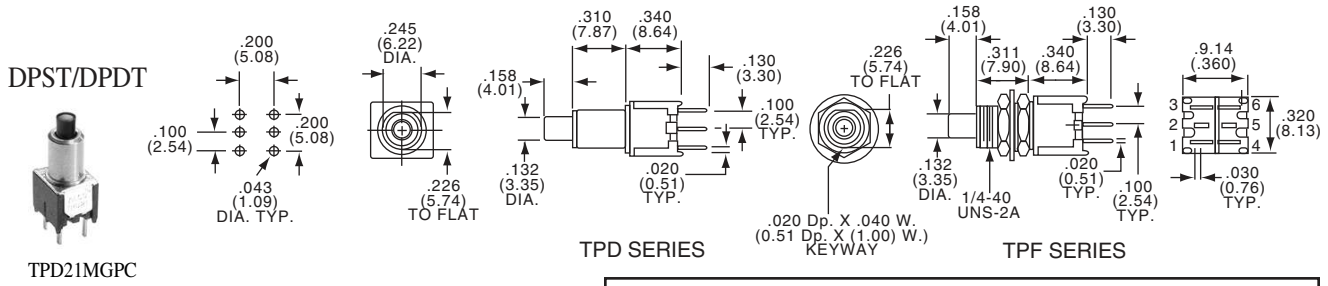 DPST/DPDT
TPD21MGPC
.200
(5.08)
.100
(2.54)
.200
(5.08)
.043
(1.09)
DIA. TYP.
.245
(6.22)
DIA.
.226
(5.74)
TO FLAT
.310
(7.87)
.340
(8.64)
.158
(4.01)
.130
(3.30)
.100
(2.54)
TYP.
.132
(3.35)
DIA.
.020
(0.51)
TYP.
TPD SERIES
.226
(5.74)
TO FLAT
.020 Dp. X .040 W.
(0.51 Dp. X (1.00) W.)
KEYWAY
.158
(4.01)
.311
(7.90)
.340
(8.64)
.130
(3.30)
.132
(3.35)
DIA.
1/4-40
UNS-2A
.020
(0.51)
TYP.
.100
(2.54)
TYP.
TPF SERIES
.9.14
(.360)
3 6
2 5
1 4
.320
(8.13)
.030
(0.76)
TYP.